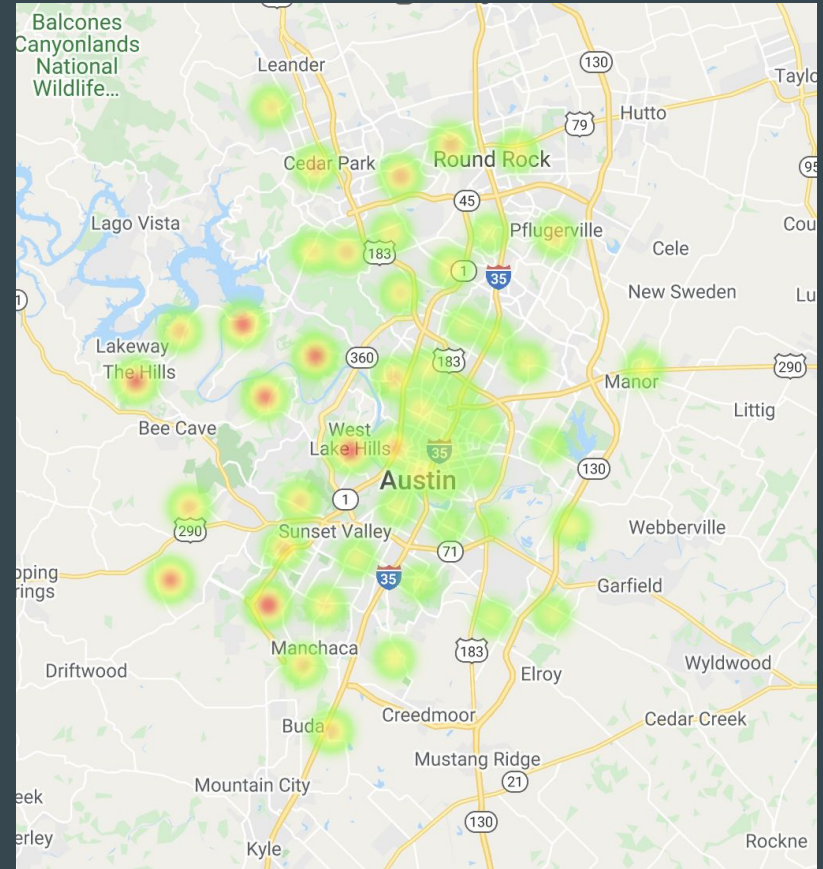 Balcones
Canyonlands
National
Wildlife...
Leander
130
Taylo
Hutto
79
Cedar Park
Round Rock
95
45
Lago Vista
Pflugerville
Cou
183
Cele
1
35
New Sweden
Lu
1
Lakeway
360
183
The Hills
290
Manor
Littig
Bee Cave
West
Lake Hills
35
130
Austin
1
290
Sunset Valley
Webberville
71
pping
rings
35
Garfield
Manchaca
183
Driftwood
Elroy
Wyldwood
Buda
Creedmoor
Cedar Creek
Mustang Ridge
Mountain City
21
eek
130
erley
Kyle
Rockne